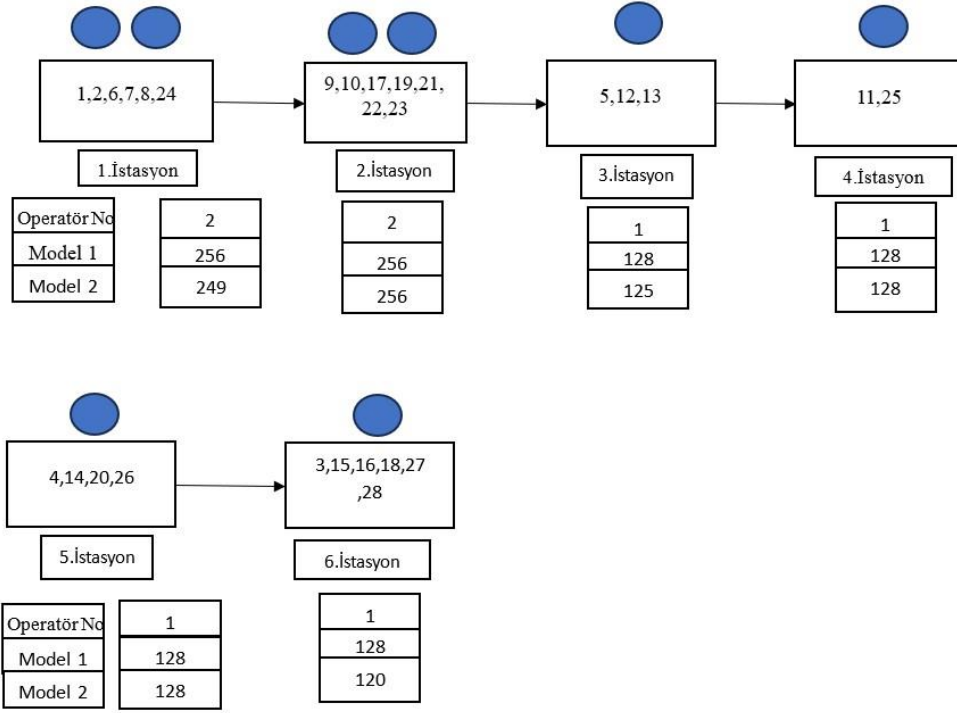 1,2,6,7,8,24
9,10,17,19,21,
22,23
5,12,13
11,25
1.İstasyon
2.İstasyon
3.İstasyon
4.İstasyon
Operatör No
2
2
1
1
Model 1
256
256
128
128
Model 2
249
256
125
128
4,14,20,26
3,15,16,18,27
,28
5.İstasyon
6.İstasyon
Operatör No
1
1
Model 1
128
128
Model 2
128
120